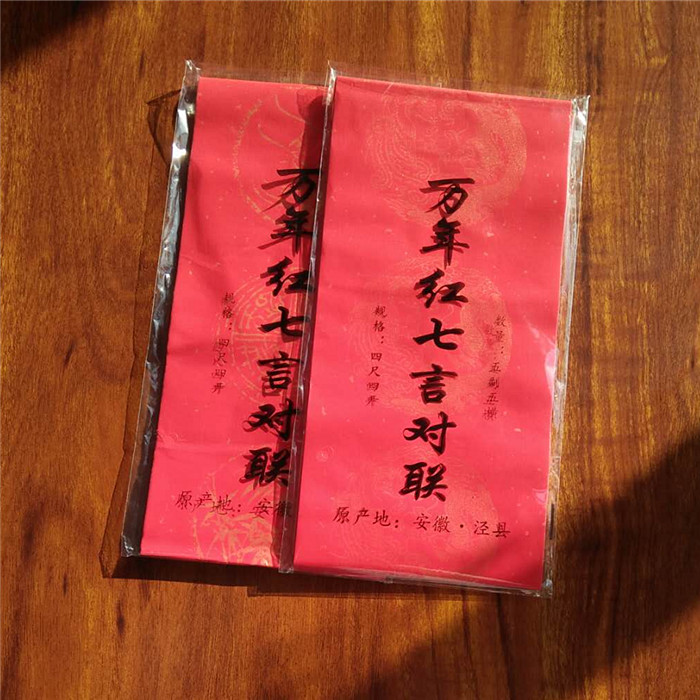 万年红七言对联
规格：四尺四开
原产地：安徽
万年红七言对联
数量：五副五条
规格：四尺四开
原产地：安徽·泾县